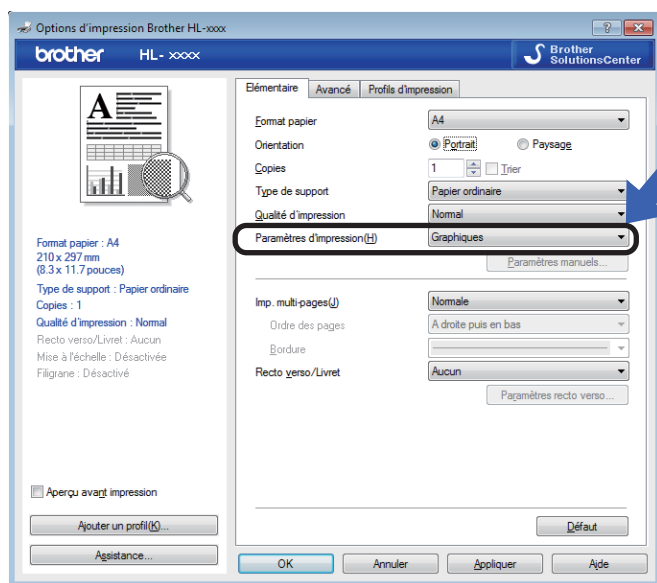 Options d'impression Brother HL-xxxx
brother HL- xxxx
Brother
SolutionsCenter
A
Format papier : A4
210 x 297 mm
(8.3 x 11.7 pouces)
Type de support : Papier ordinaire
Copies : 1
Qualité d'impression : Normal
Recto verso/Livret : Aucun
Mise à l'échelle : Désactivée
Filigrane : Désactivé
Aperçu avant impression
Ajouter un profil(K)...
Assistance...
Elémentaire Avancé Profils d'impression
Format papier A4
Orientation Portrait Paysage
Copies 1 Trier
Type de support Papier ordinaire
Qualité d'impression Normal
Paramètres d'impression(H) Graphiques
Paramètres manuels...
Imp. multi-pages(J) Normale
Ordre des pages A droite puis en bas
Bordure
Recto verso/Livret Aucun
Paramètres recto verso...
Défaut
OK Annuler Appliquer Aide